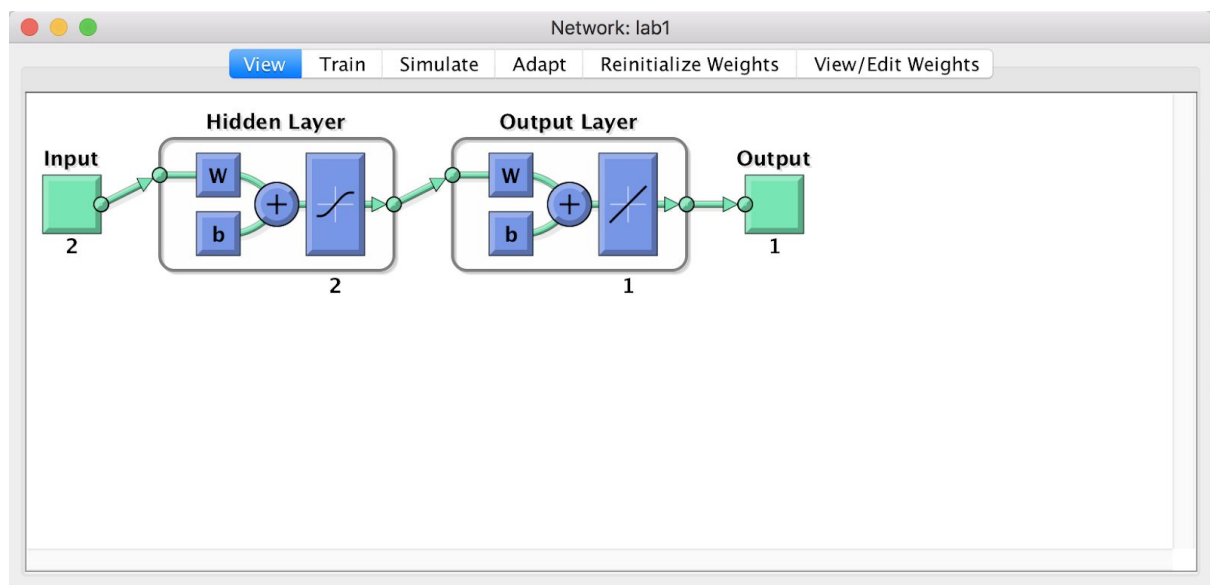 Network: lab1
View Train Simulate Adapt Reinitialize Weights View/Edit Weights
Hidden Layer Output Layer
Input Output
W W
+ +
b b
2 1
2 1